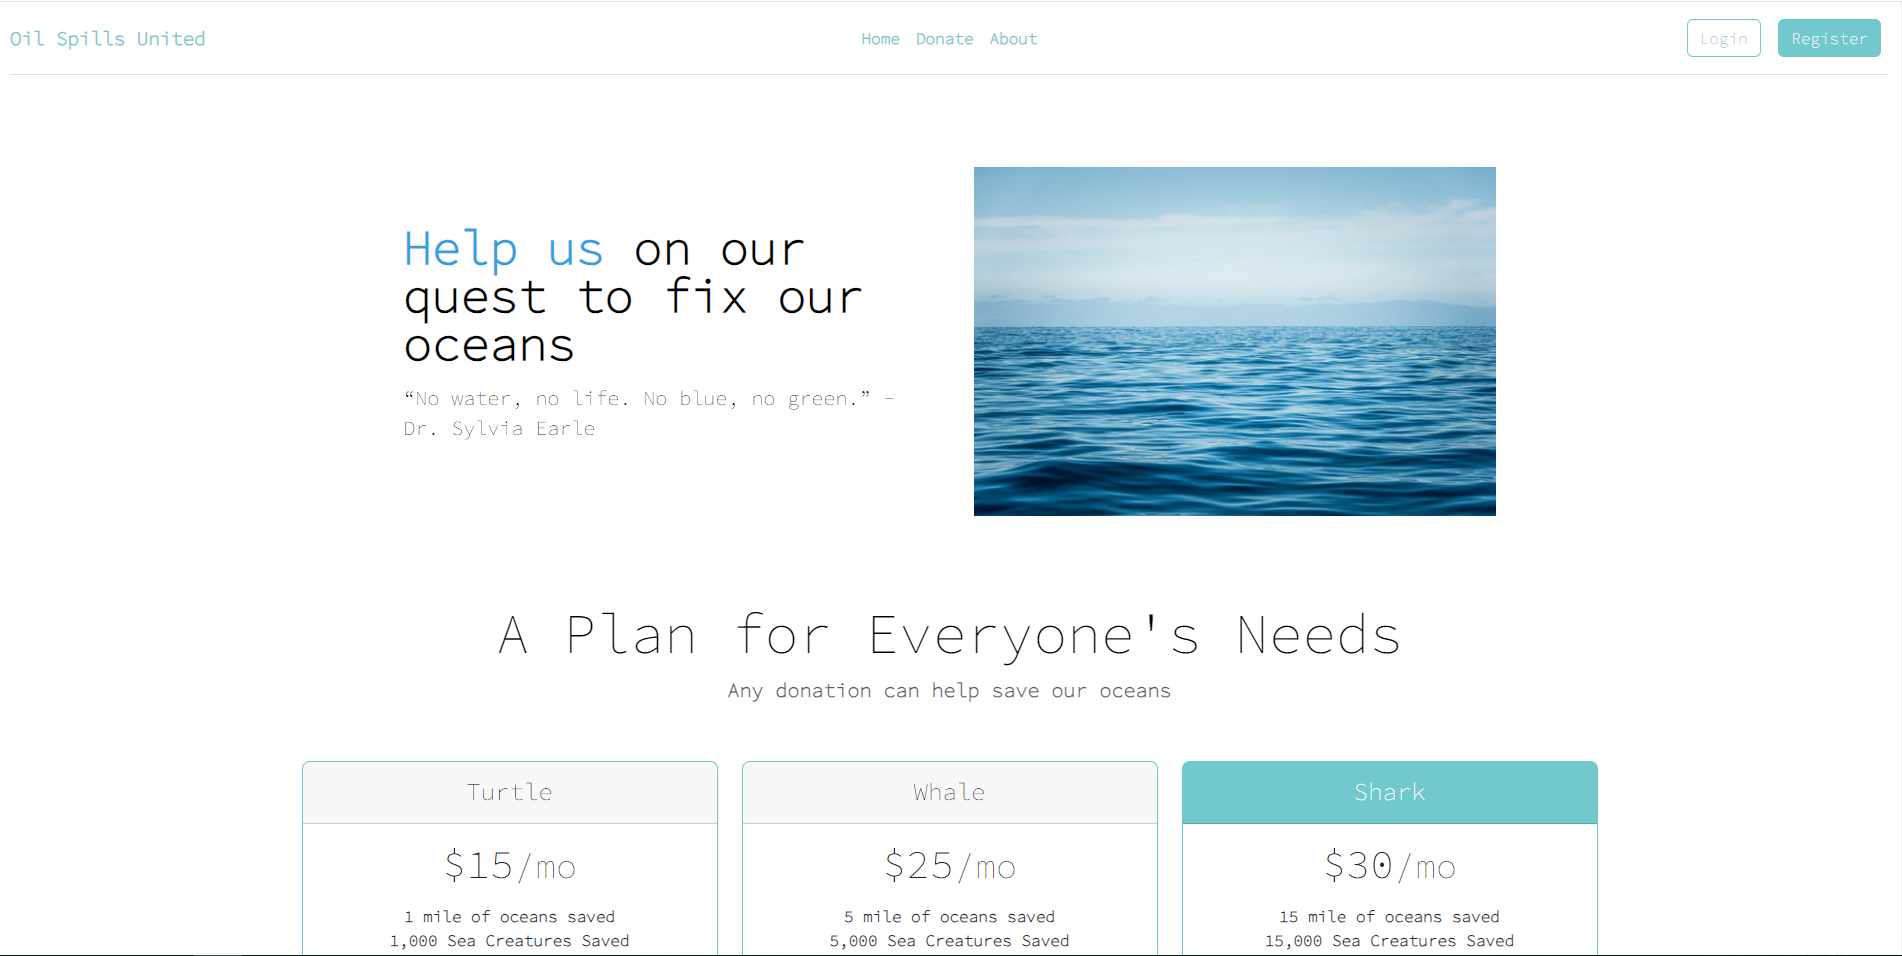 Oil Spills United
Home Donate About
Login Register
Help us on our
quest to fix our
oceans
“No water, no life. No blue, no green.” –
Dr. Sylvia Earle
A Plan for Everyone's Needs
Any donation can help save our oceans
Turtle
$15/mo
1 mile of oceans saved
1,000 Sea Creatures Saved
Whale
$25/mo
5 mile of oceans saved
5,000 Sea Creatures Saved
Shark
$30/mo
15 mile of oceans saved
15,000 Sea Creatures Saved